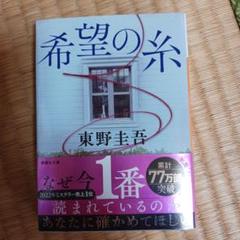 希望の糸
東野圭吾
なぜ今
1番
累計
77万部
突破
読まれているのか
あなたに確かめてほしい